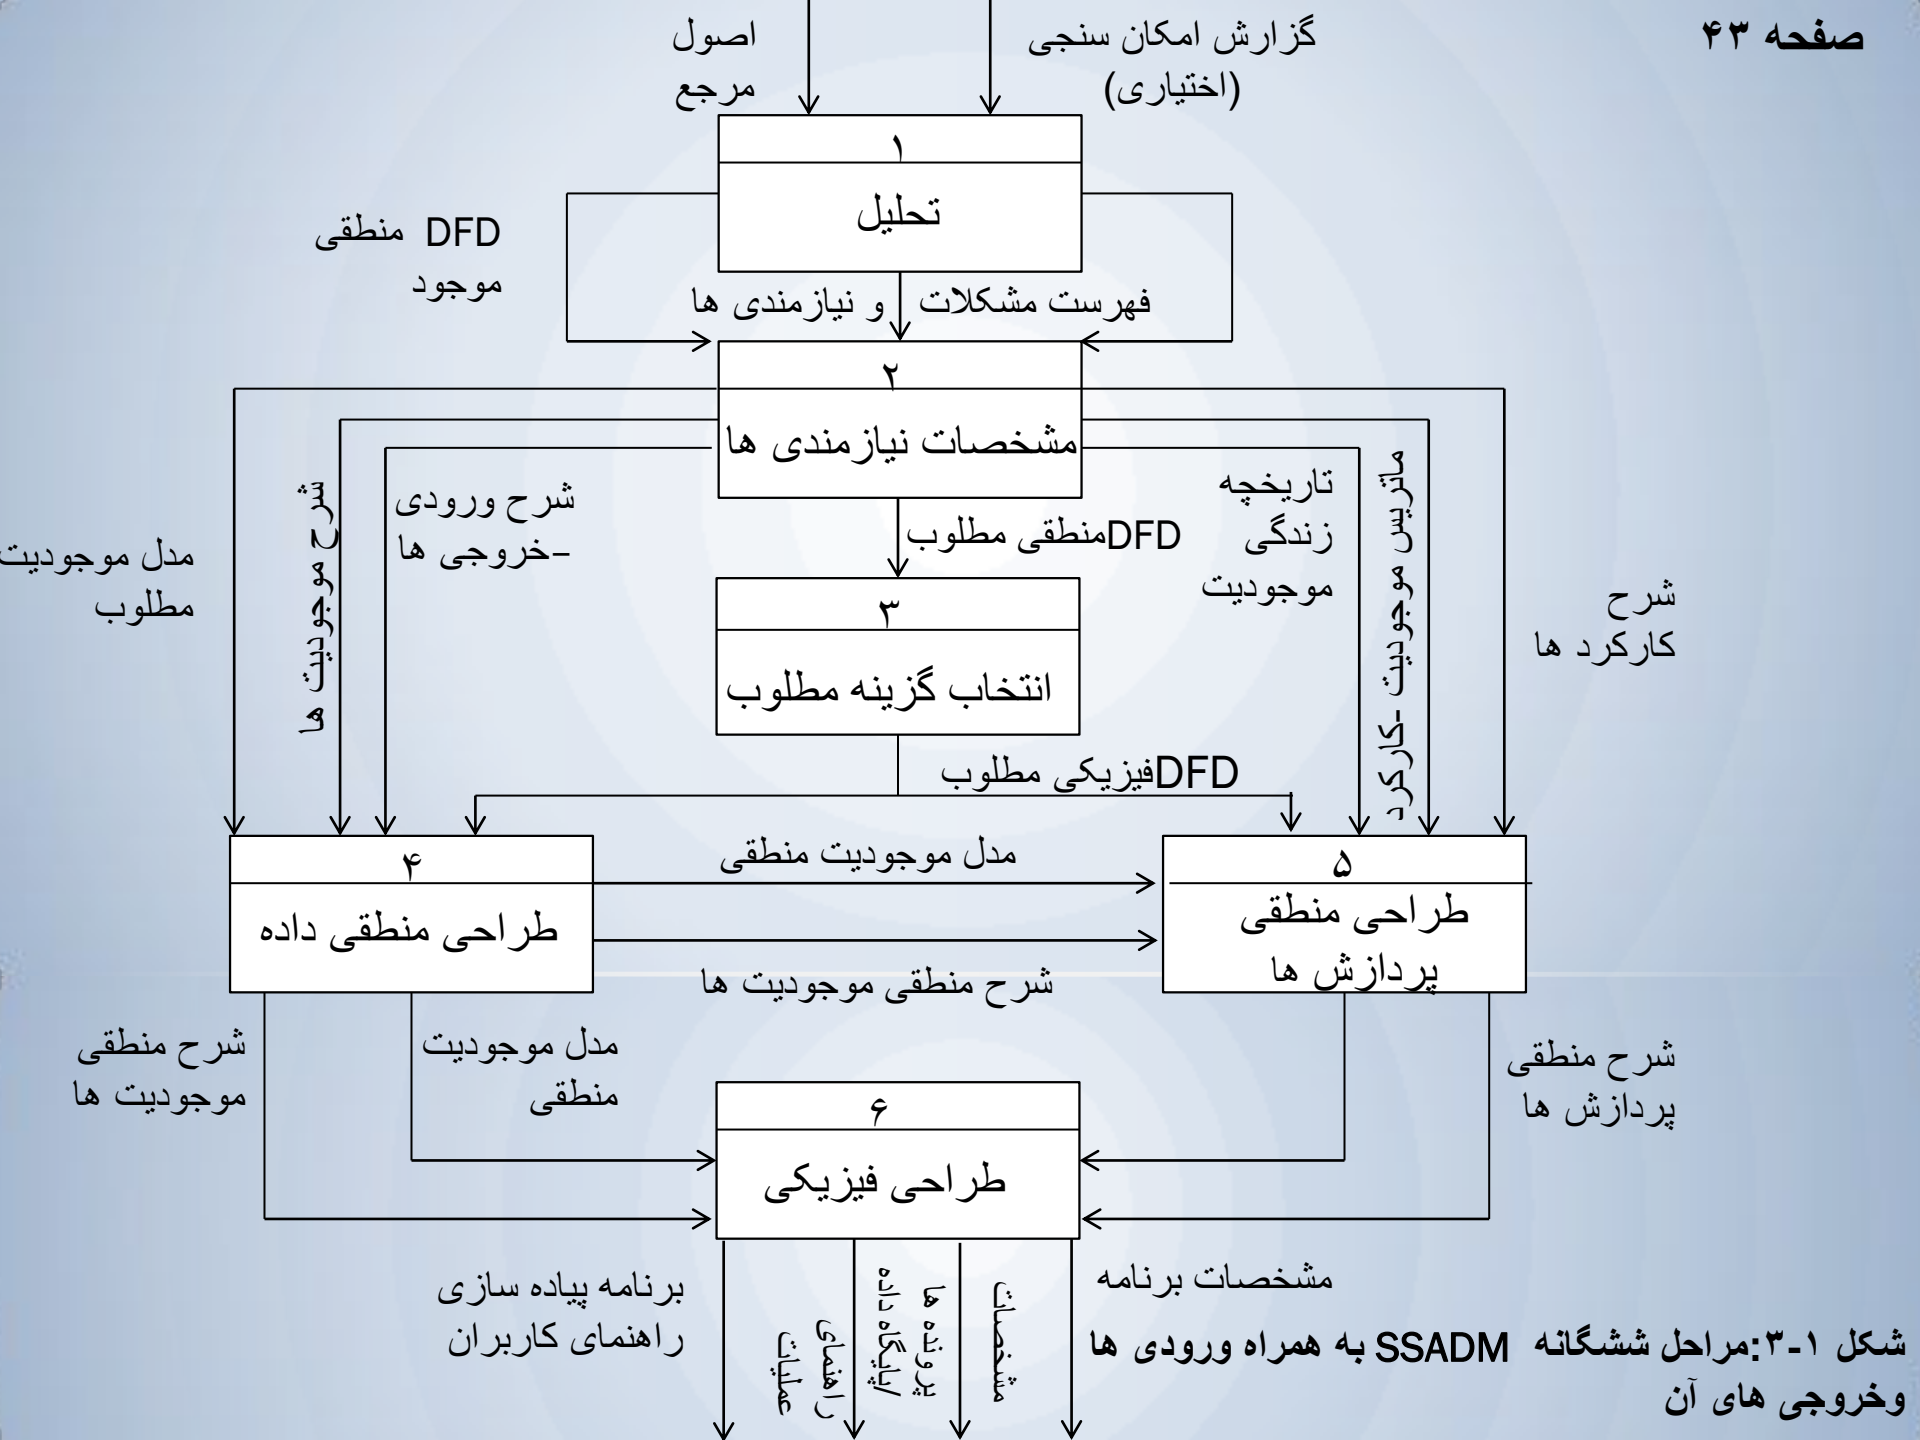 صفحه ۴۳
گزارش امکان سنجی
(اختیاری)
اصول
مرجع
۱
تحلیل
DFD منطقی
موجود
فهرست مشکلات و نیازمندی ها
۲
مشخصات نیازمندی ها
شرح ورودی
-خروجی ها
شرح موجودیت ها
مدل موجودیت
مطلوب
DFDمنطقی مطلوب
تاریخچه
زندگی
موجودیت
ماتریس موجودیت -کارکرد
شرح
کارکرد ها
۳
انتخاب گزینه مطلوب
DFDفیزیکی مطلوب
۴
طراحی منطقی داده
مدل موجودیت منطقی
شرح منطقی موجودیت ها
۵
طراحی منطقی
پردازش ها
شرح منطقی
موجودیت ها
مدل موجودیت
منطقی
شرح منطقی
پردازش ها
۶
طراحی فیزیکی
مشخصات برنامه
مشخصات
پرونده ها
/پایگاه داده
راهنمای
عملیات
برنامه پیاده سازی
راهنمای کاربران
شکل ۱-۳:مراحل ششگانه SSADM به همراه ورودی ها
وخروجی های آن